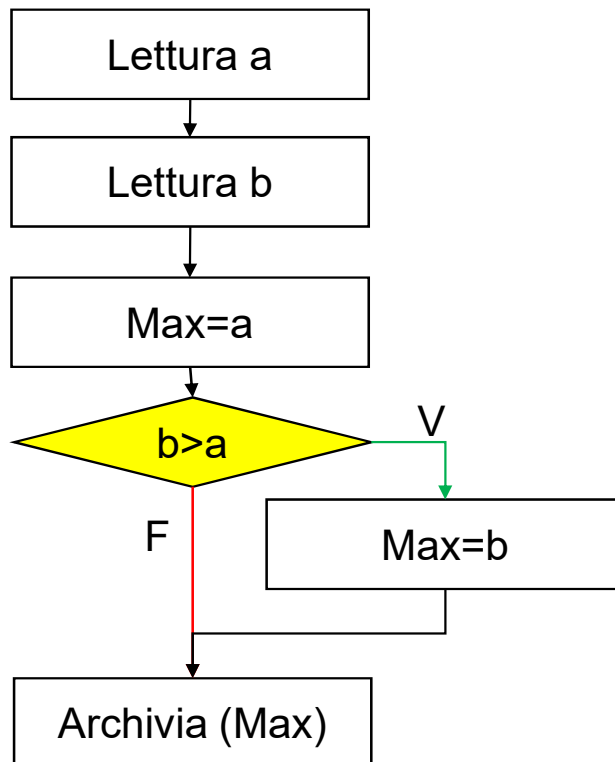 Lettura a
Lettura b
Max=a
b>a
V
F
Max=b
Archivia (Max)